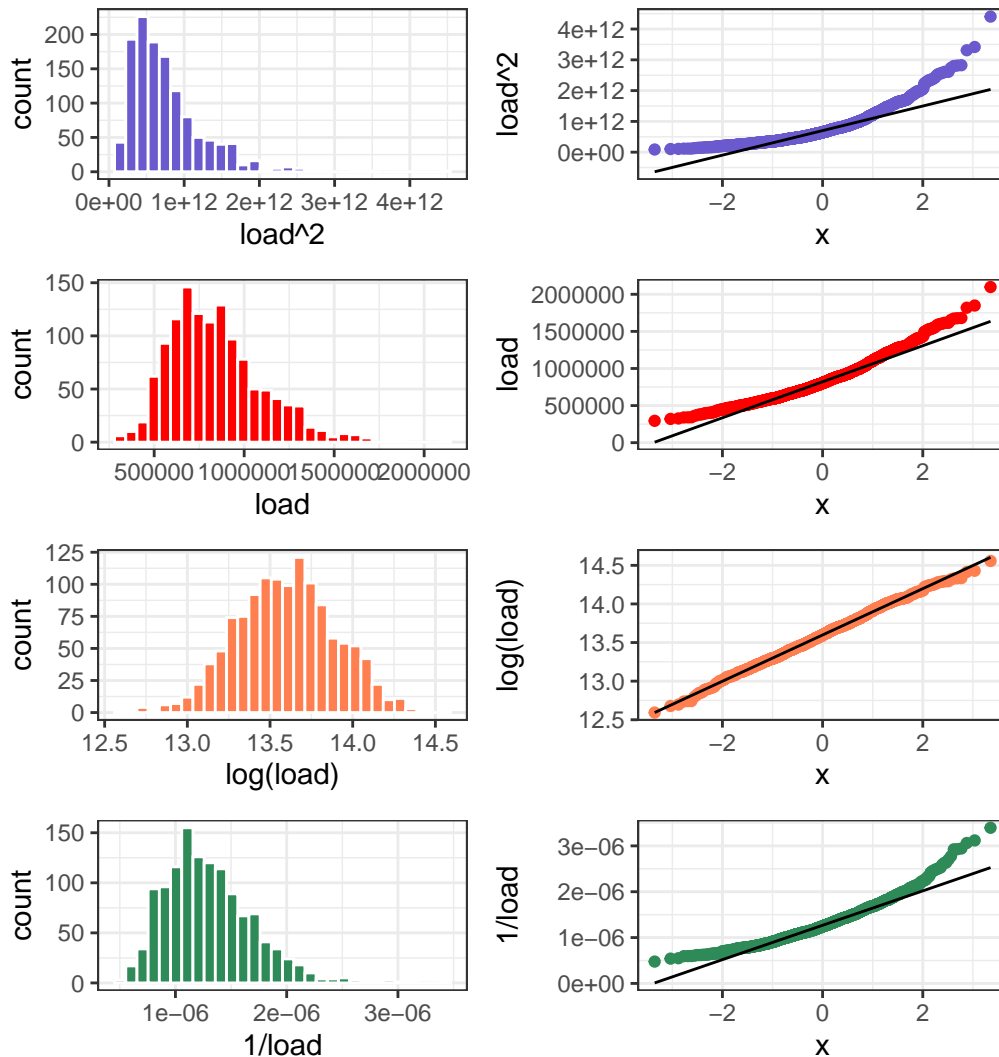 200
150
100
50
0
count
0e+00 1e+12 2e+12 3e+12 4e+12
load^2
4e+12
3e+12
2e+12
1e+12
0e+00
load^2
−2 0 2
x
150
100
50
0
count
500000 1000000 1500000 2000000
load
2000000
1500000
1000000
500000
0
load
−2 0 2
x
125
100
75
50
25
0
count
12.5 13.0 13.5 14.0 14.5
log(load)
14.5
14.0
13.5
13.0
12.5
log(load)
−2 0 2
x
150
100
50
0
count
1e−06 2e−06 3e−06
1/load
3e−06
2e−06
1e−06
0e+00
1/load
−2 0 2
x